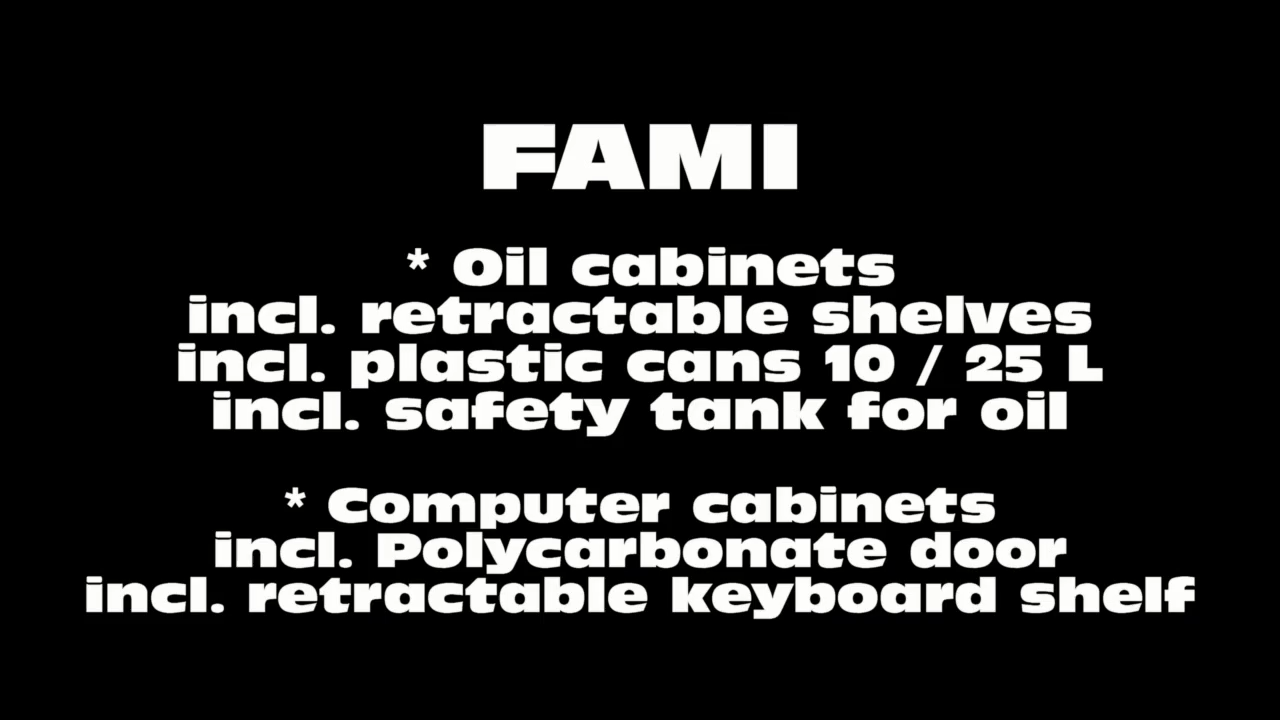 FAMI
* Oil cabinets
incl. retractable shelves
incl. plastic cans 10 / 25 L
incl. safety tank for oil
* Computer cabinets
incl. Polycarbonate door
incl. retractable keyboard shelf